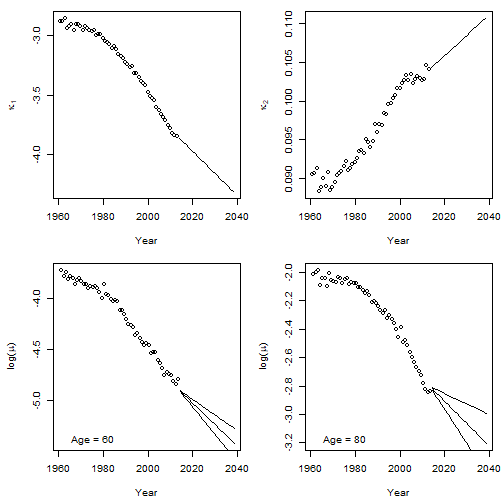 -3.0
-3.5
-4.0
κ1
1960 1980 2000 2020 2040
Year
0.110
0.105
0.100
0.095
0.090
κ2
1960 1980 2000 2020 2040
Year
-4.0
-4.5
-5.0
log(μ)
Age = 60
1960 1980 2000 2020 2040
Year
-2.0
-2.2
-2.4
-2.6
-2.8
-3.0
-3.2
log(μ)
Age = 80
1960 1980 2000 2020 2040
Year